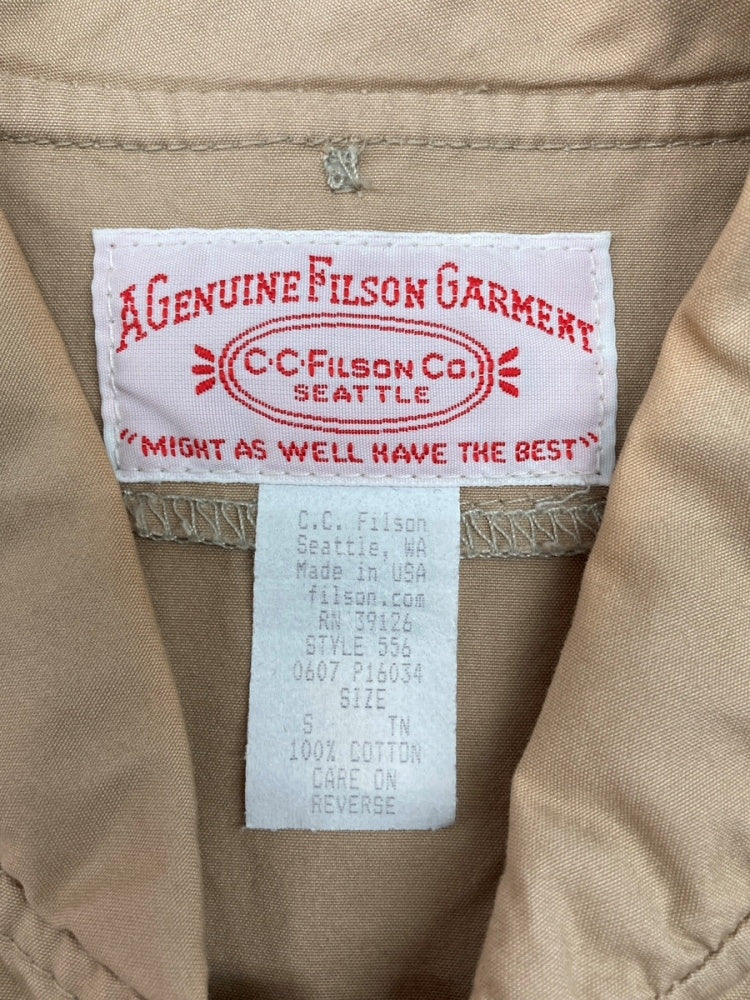 A GENUINE FILSON GARMENT
C·C·FILSON CO.
SEATTLE
"MIGHT AS WELL HAVE THE BEST"
C.C. Filson
Seattle, WA
Made in USA
filson.com
RN 39126
STYLE 556
0607 P16034
SIZE
S TN
100% COTTON
CARE ON
REVERSE